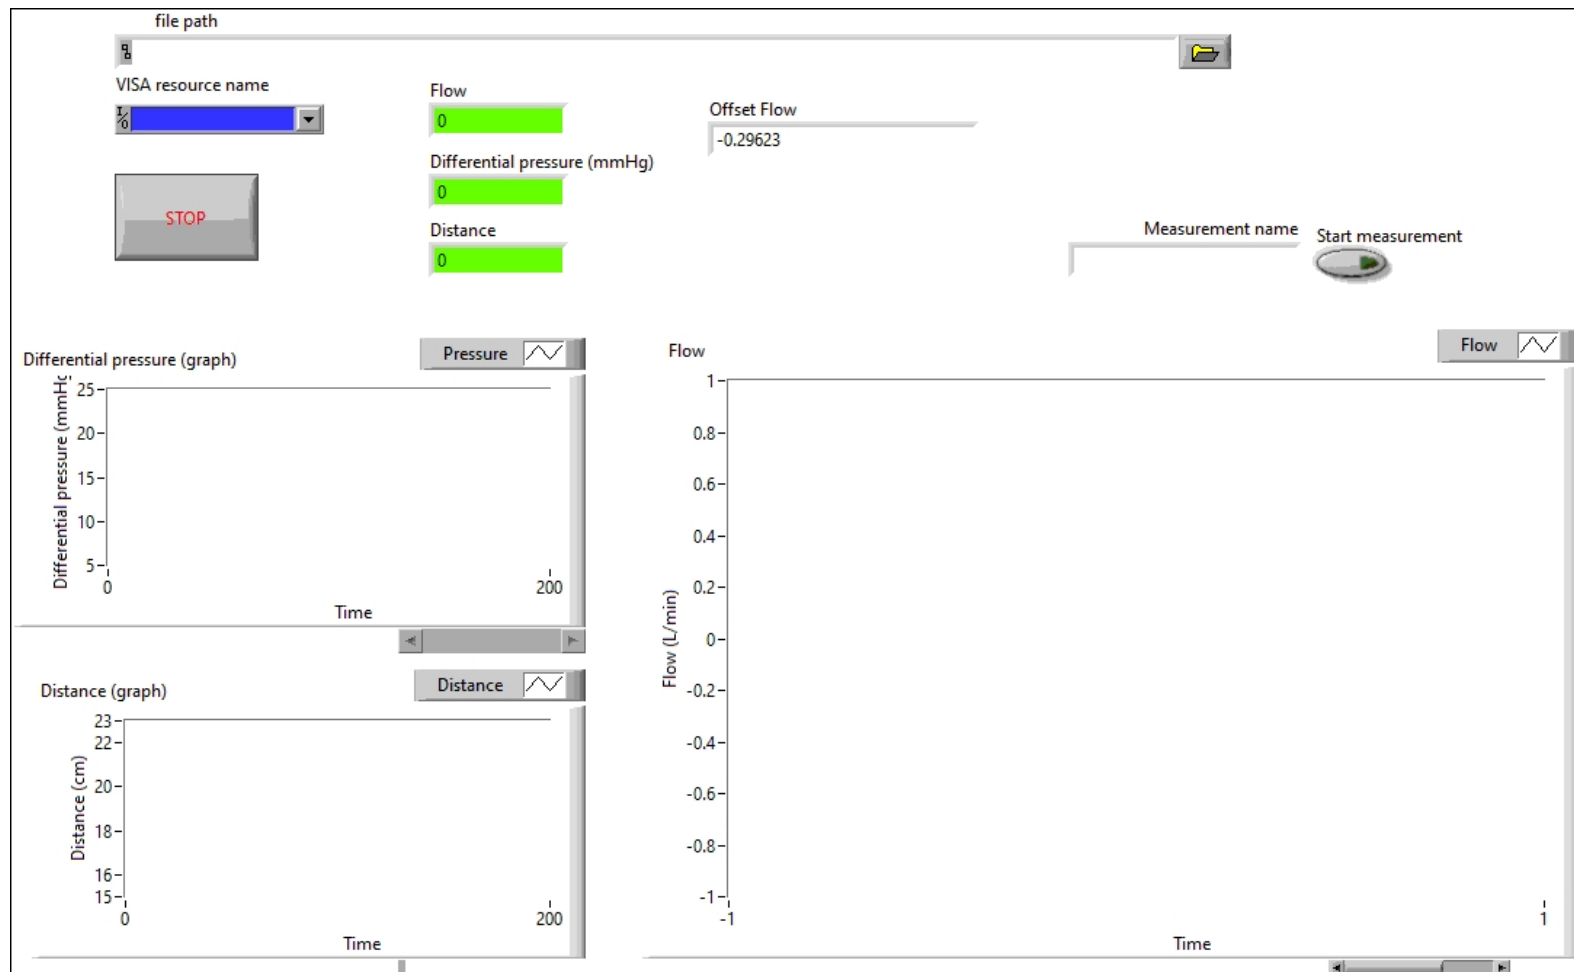 file path
VISA resource name
Flow
0
Offset Flow
-0.29623
Differential pressure (mmHg)
0
STOP
Distance
0
Measurement name
Start measurement
Differential pressure (graph)
Pressure
Differential pressure (mmHg
25
20
15
10
5
0
200
Time
Distance (graph)
Distance
Distance (cm)
23
22
20
18
16
15
0
200
Time
Flow
Flow
Flow (L/min)
1
0.8
0.6
0.4
0.2
0
-0.2
-0.4
-0.6
-0.8
-1
-1
1
Time